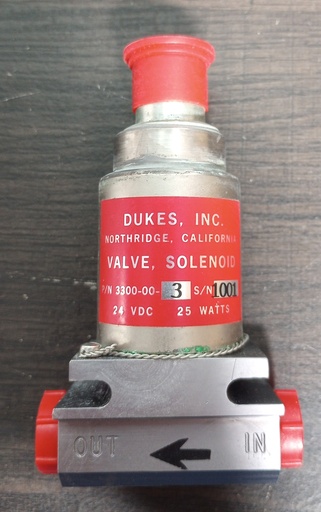 DUKES, INC.
NORTHRIDGE, CALIFORNIA
VALVE, SOLENOID
P/N 3300-00-3 S/N 1001
24 VDC 25 WATTS
OUT IN